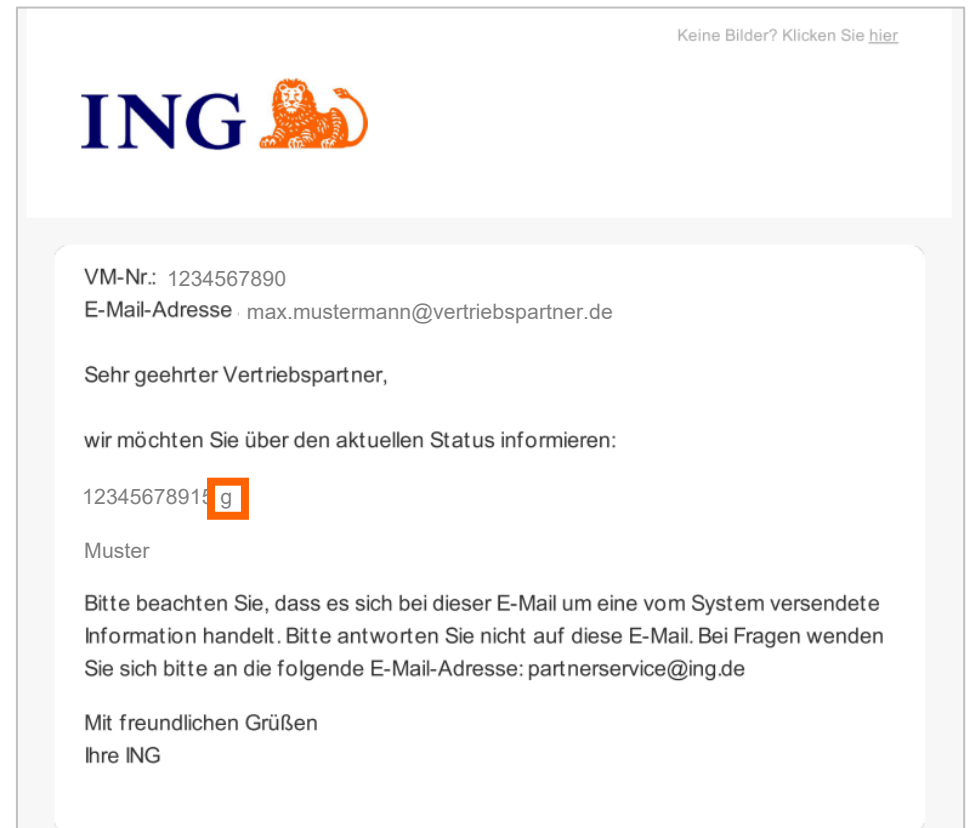 Keine Bilder? Klicken Sie hier
ING
VM-Nr.: 1234567890
E-Mail-Adresse max.mustermann@vertriebspartner.de
Sehr geehrter Vertriebspartner,
wir möchten Sie über den aktuellen Status informieren:
12345678915 g
Muster
Bitte beachten Sie, dass es sich bei dieser E-Mail um eine vom System versendete
Information handelt. Bitte antworten Sie nicht auf diese E-Mail. Bei Fragen wenden
Sie sich bitte an die folgende E-Mail-Adresse: partnerservice@ing.de
Mit freundlichen Grüßen
Ihre ING